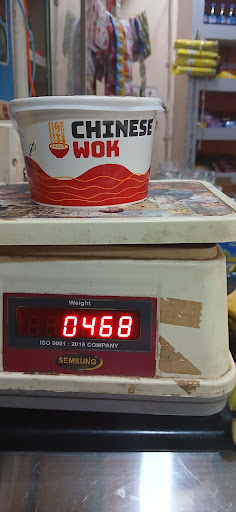 CHINESE
WOK
Weight
0468
ISO 9001 : 2015 COMPANY
SEMSUNG